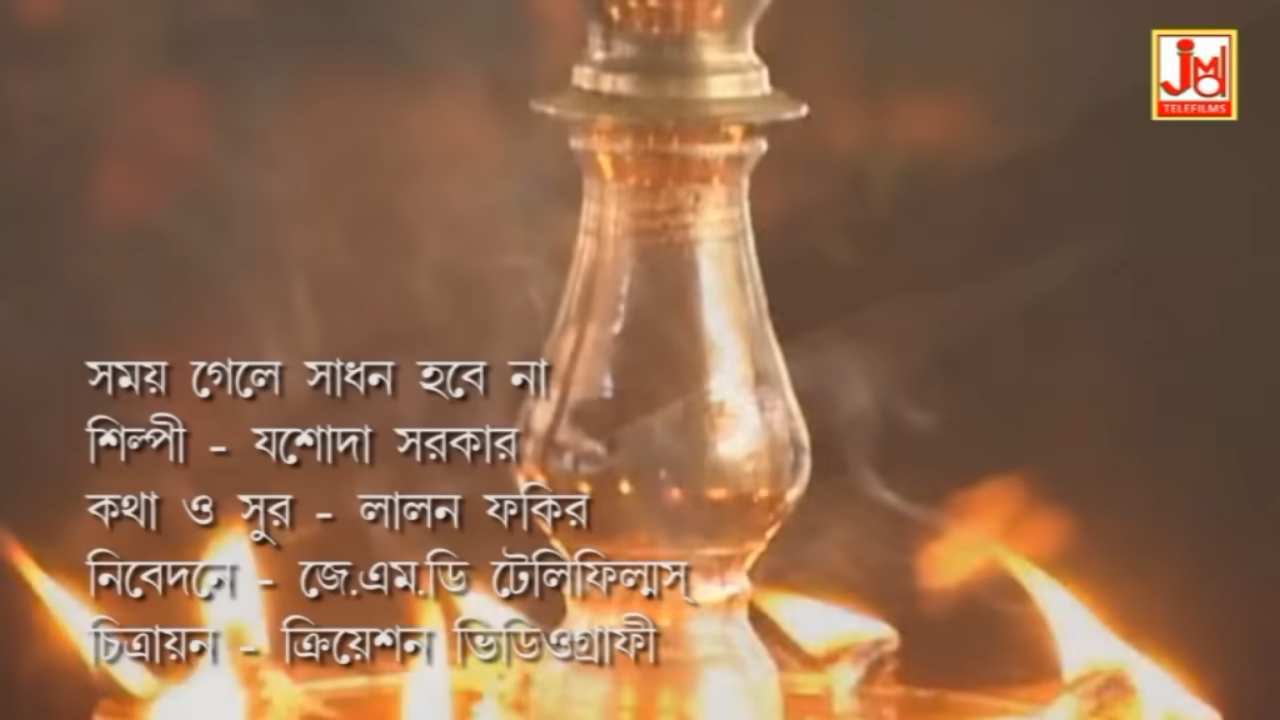 JMD
TELEFILMS
সময় গেলে সাধন হবে না
শিল্পী - যশোদা সরকার
কথা ও সুর - লালন ফকির
নিবেদনে - জে.এম.ডি টেলিফিল্মস্
চিত্রায়ন - ক্রিয়েশন ভিডিওগ্রাফী